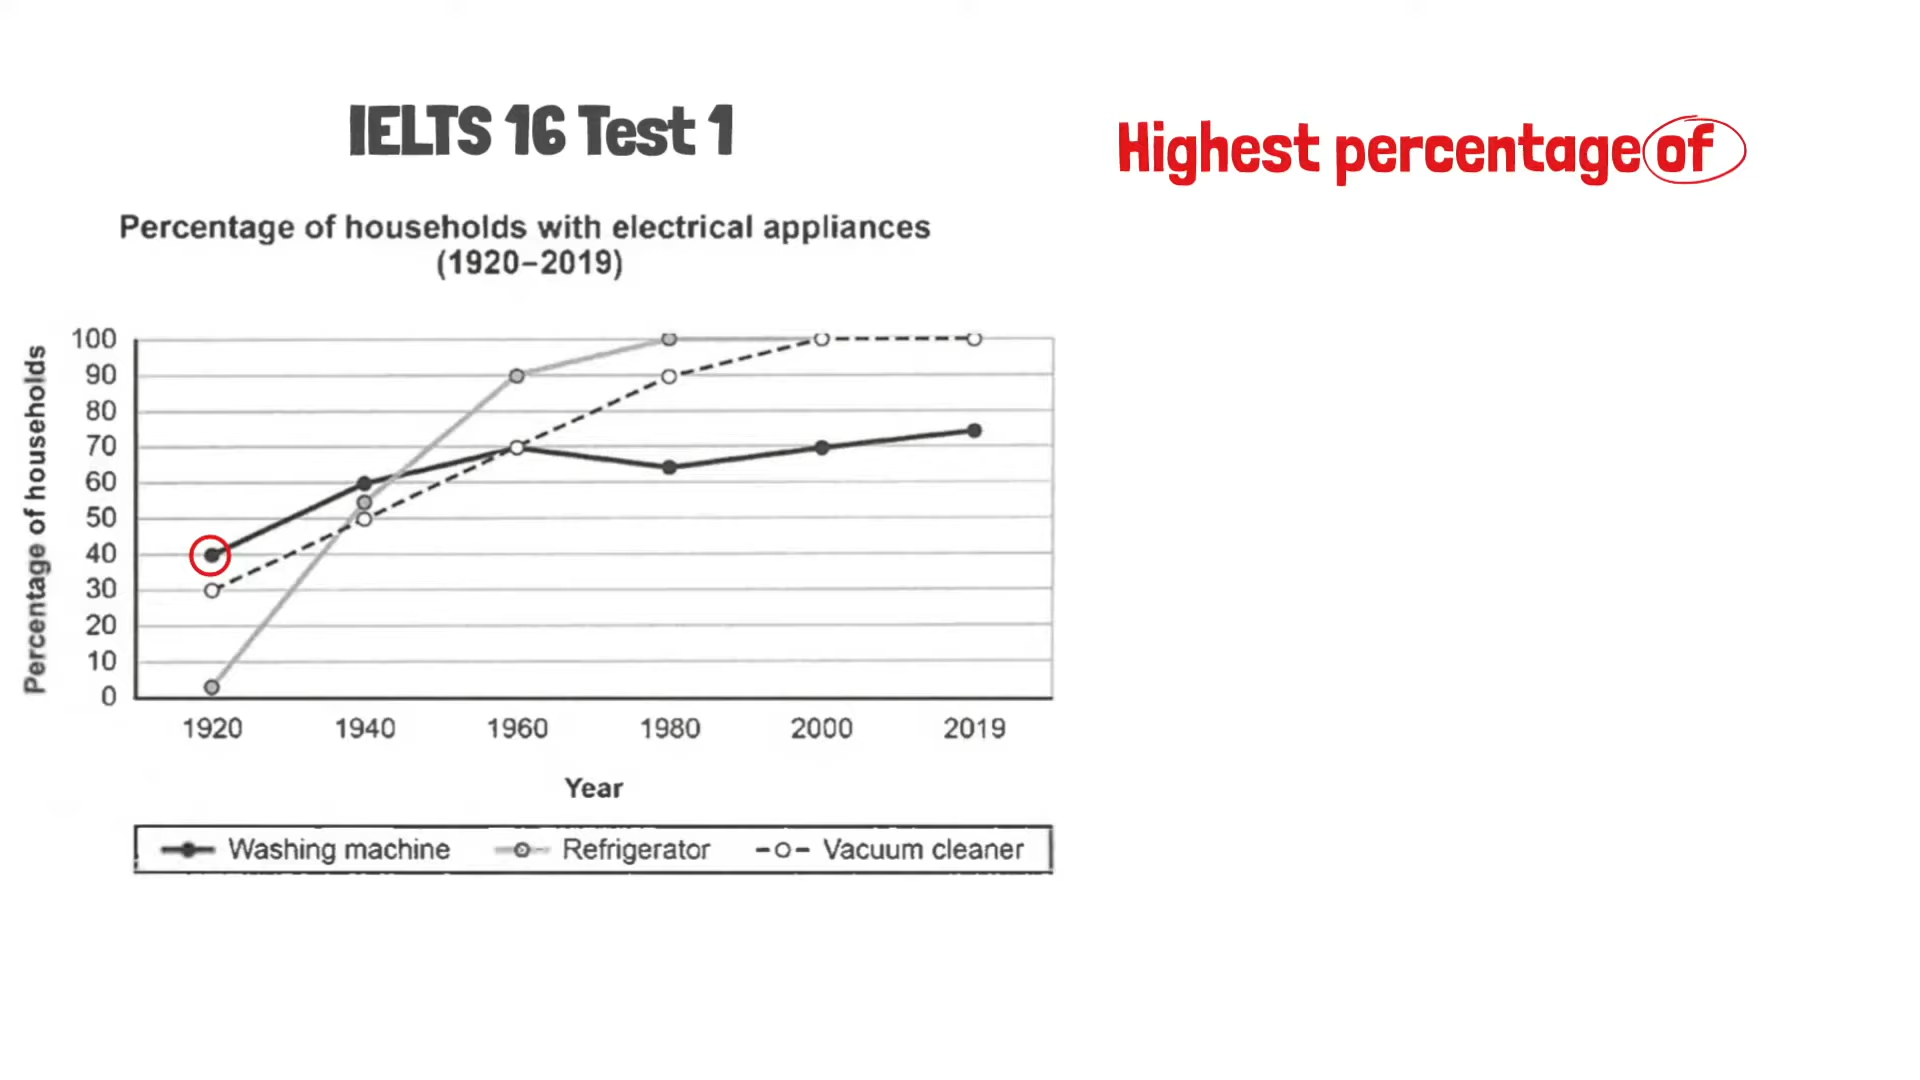 IELTS 16 Test 1
Highest percentage of
Percentage of households with electrical appliances
(1920–2019)
Percentage of households
100
90
80
70
60
50
40
30
20
10
0
1920 1940 1960 1980 2000 2019
Year
Washing machine Refrigerator Vacuum cleaner